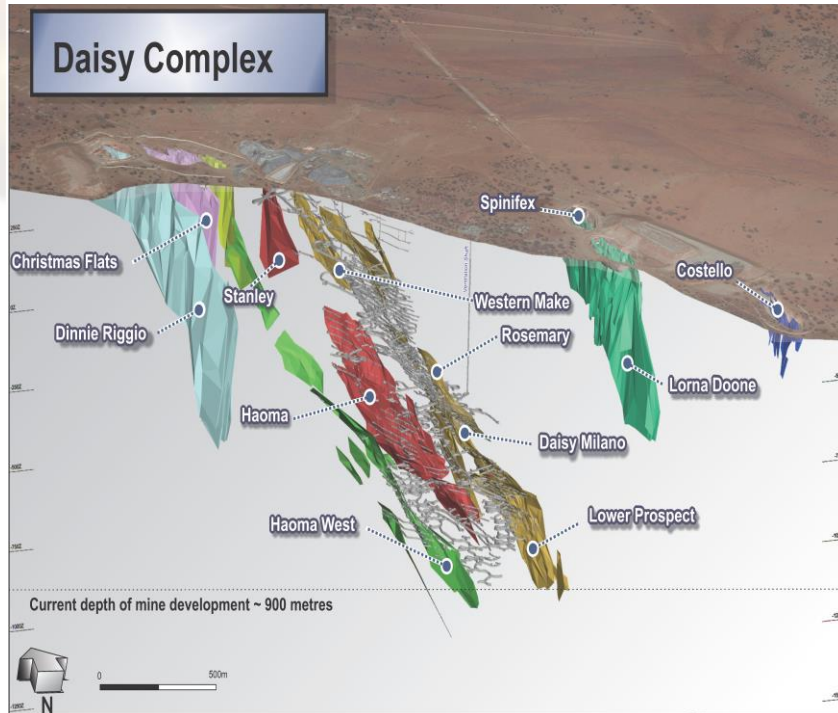 Daisy Complex
Spinifex
Christmas Flats
Costello
Stanley
Western Make
Dinnie Riggio
Rosemary
Lorna Doone
Haoma
Daisy Milano
Haoma West
Lower Prospect
Current depth of mine development ~ 900 metres
0
500m
N